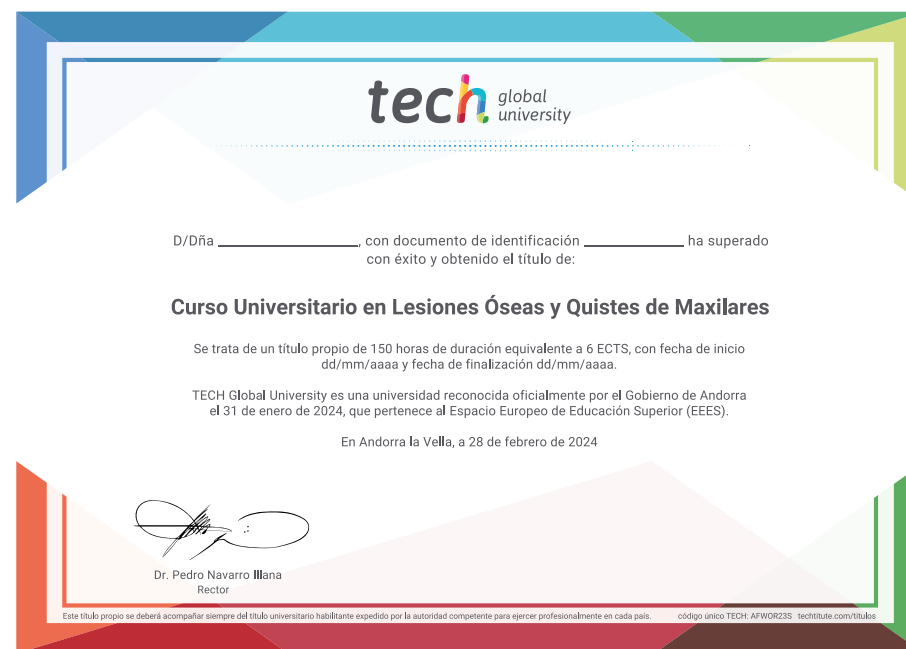 tech global university
D/Dña ____________________, con documento de identificación ______________ ha superado
con éxito y obtenido el título de:
Curso Universitario en Lesiones Óseas y Quistes de Maxilares
Se trata de un título propio de 150 horas de duración equivalente a 6 ECTS, con fecha de inicio
dd/mm/aaaa y fecha de finalización dd/mm/aaaa.
TECH Global University es una universidad reconocida oficialmente por el Gobierno de Andorra
el 31 de enero de 2024, que pertenece al Espacio Europeo de Educación Superior (EEES).
En Andorra la Vella, a 28 de febrero de 2024
Dr. Pedro Navarro Illana
Rector
Este título propio se deberá acompañar siempre del título universitario habilitante expedido por la autoridad competente para ejercer profesionalmente en cada país. código único TECH: AFWOR23S techtitute.com/titulos